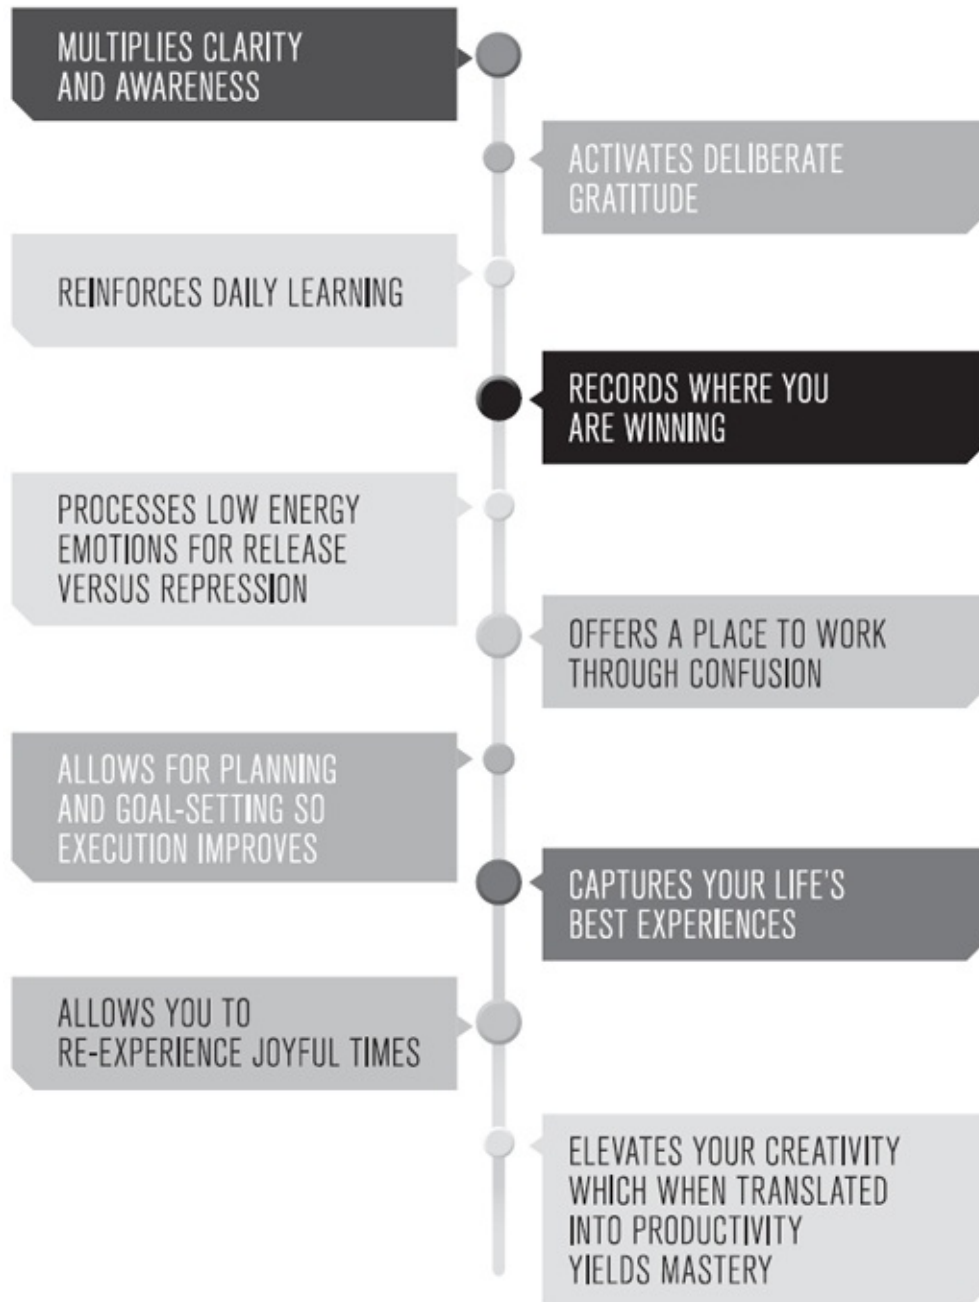 MULTIPLIES CLARITY
AND AWARENESS
ACTIVATES DELIBERATE
GRATITUDE
REINFORCES DAILY LEARNING
RECORDS WHERE YOU
ARE WINNING
PROCESSES LOW ENERGY
EMOTIONS FOR RELEASE
VERSUS REPRESSION
OFFERS A PLACE TO WORK
THROUGH CONFUSION
ALLOWS FOR PLANNING
AND GOAL-SETTING SO
EXECUTION IMPROVES
CAPTURES YOUR LIFE'S
BEST EXPERIENCES
ALLOWS YOU TO
RE-EXPERIENCE JOYFUL TIMES
ELEVATES YOUR CREATIVITY
WHICH WHEN TRANSLATED
INTO PRODUCTIVITY
YIELDS MASTERY